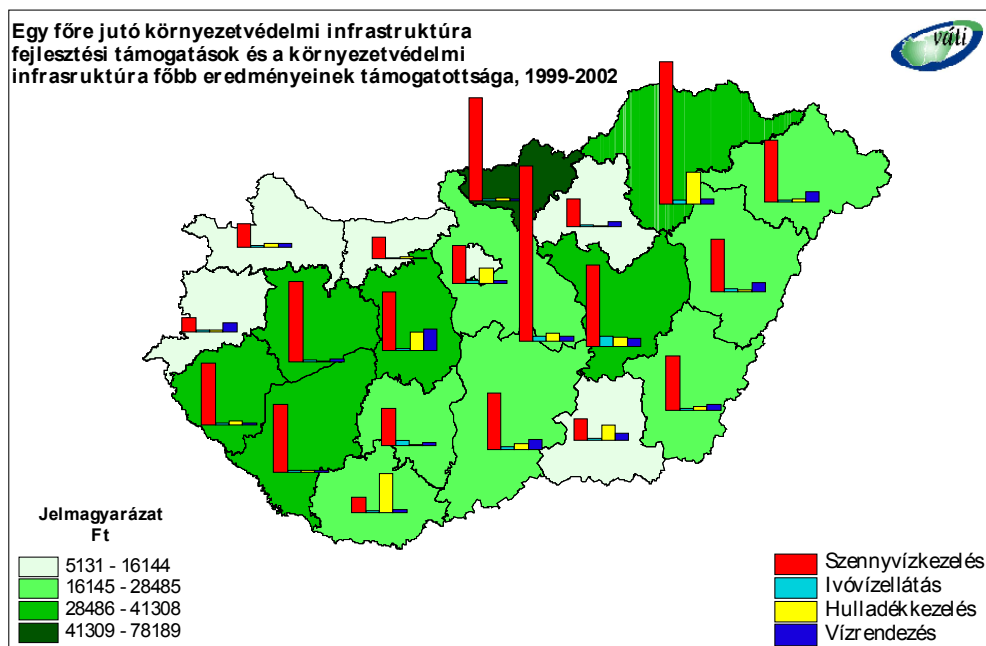 Egy főre jutó környezetvédelmi infrastruktúra
fejlesztési támogatások és a környezetvédelmi
infrasruktúra főbb eredményeinek támogatottsága, 1999-2002
váti
Jelmagyarázat
Ft
5131 - 16144
16145 - 28485
28486 - 41308
41309 - 78189
Szennyvízkezelés
Ivóvízellátás
Hulladékkezelés
Vízrendezés